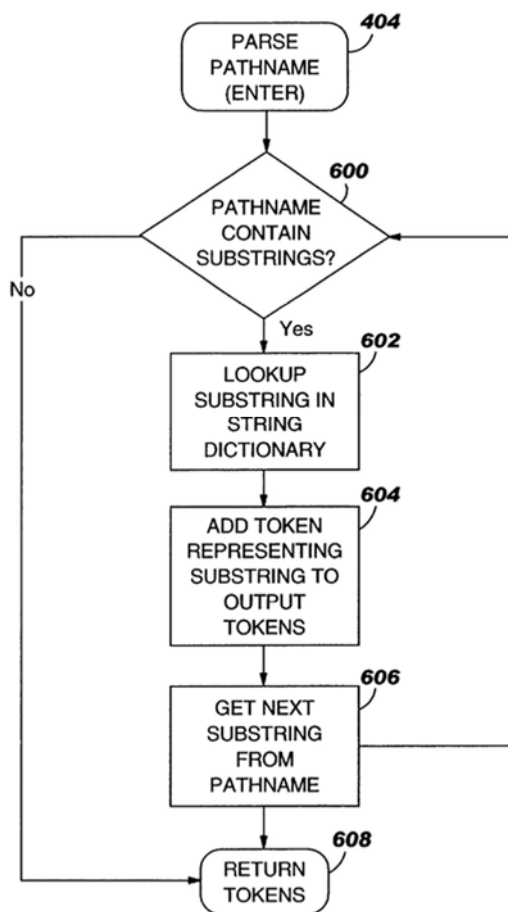 404
PARSE
PATHNAME
(ENTER)
600
PATHNAME
CONTAIN
SUBSTRINGS?
No
Yes
602
LOOKUP
SUBSTRING IN
STRING
DICTIONARY
604
ADD TOKEN
REPRESENTING
SUBSTRING TO
OUTPUT
TOKENS
606
GET NEXT
SUBSTRING
FROM
PATHNAME
608
RETURN
TOKENS